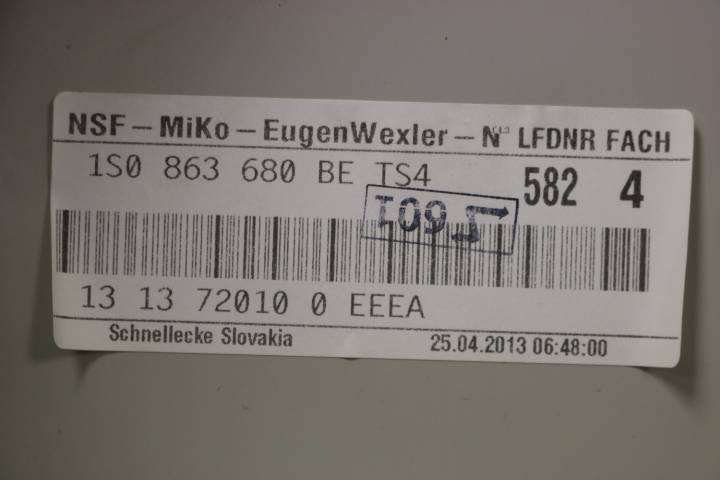 NSF-MiKo-EugenWexler-N LFDNR FACH
1S0 863 680 BE TS4 582 4
13 13 72010 0 EEEA
Schnellecke Slovakia 25.04.2013 06:48:00